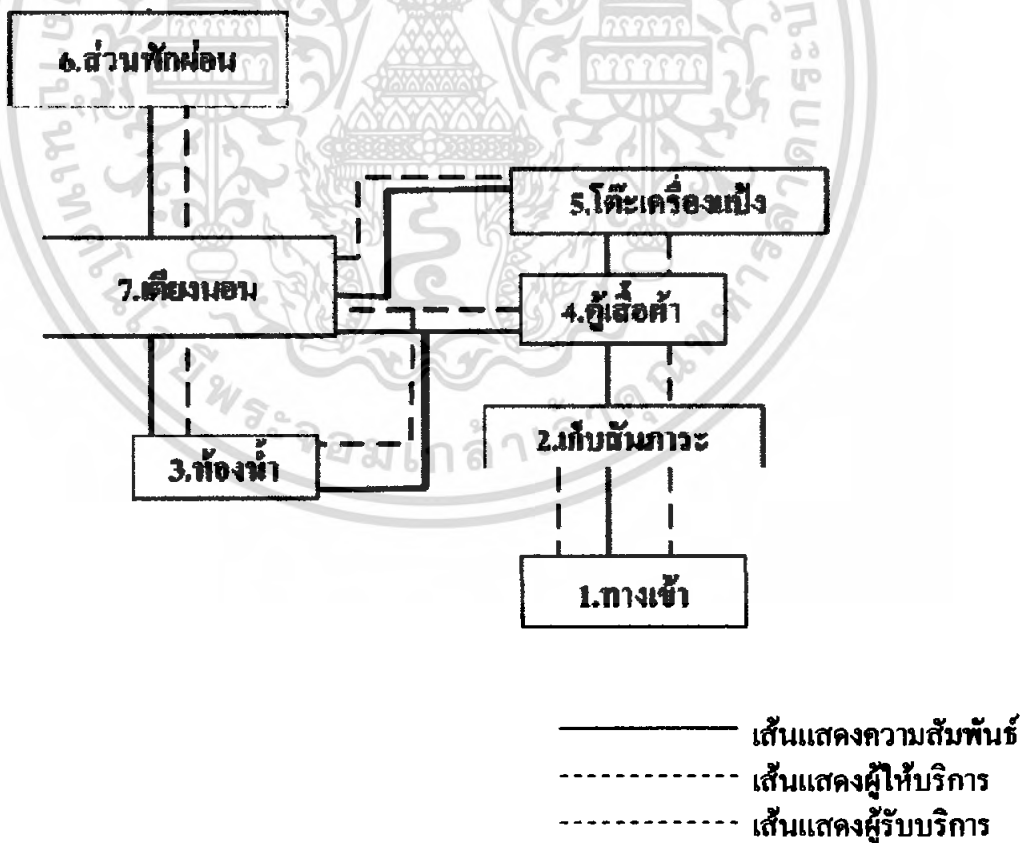 6.ส่วนพักผ่อน
5.โต๊ะเครื่องแป้ง
7.เตียงนอน
4.ตู้เสื้อผ้า
2.เก็บสัมภาระ
3.ห้องน้ำ
1.ทางเข้า
เส้นแสดงความสัมพันธ์
เส้นแสดงผู้ให้บริการ
เส้นแสดงผู้รับบริการ